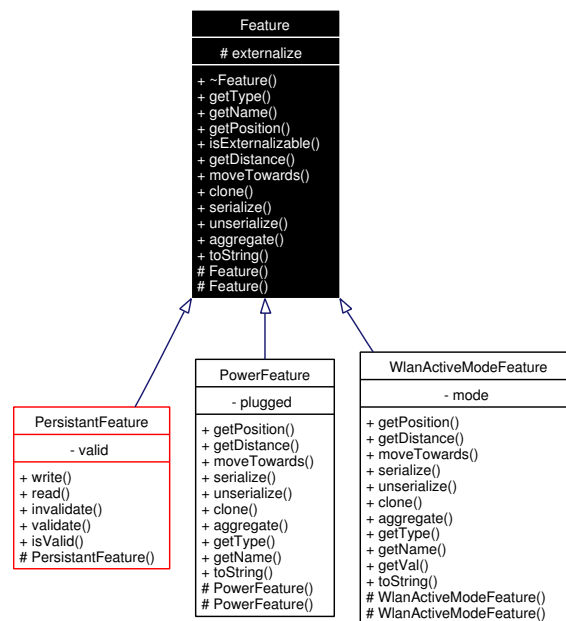 Feature
# externalize
+ ~Feature()
+ getType()
+ getName()
+ getPosition()
+ isExternalizable()
+ getDistance()
+ moveTowards()
+ clone()
+ serialize()
+ unserialize()
+ aggregate()
+ toString()
# Feature()
# Feature()
PersistantFeature
- valid
+ write()
+ read()
+ invalidate()
+ validate()
+ isValid()
# PersistantFeature()
PowerFeature
- plugged
+ getPosition()
+ getDistance()
+ moveTowards()
+ serialize()
+ unserialize()
+ clone()
+ aggregate()
+ getType()
+ getName()
+ toString()
# PowerFeature()
# PowerFeature()
WlanActiveModeFeature
- mode
+ getPosition()
+ getDistance()
+ moveTowards()
+ serialize()
+ unserialize()
+ clone()
+ aggregate()
+ getType()
+ getName()
+ getVal()
+ toString()
# WlanActiveModeFeature()
# WlanActiveModeFeature()